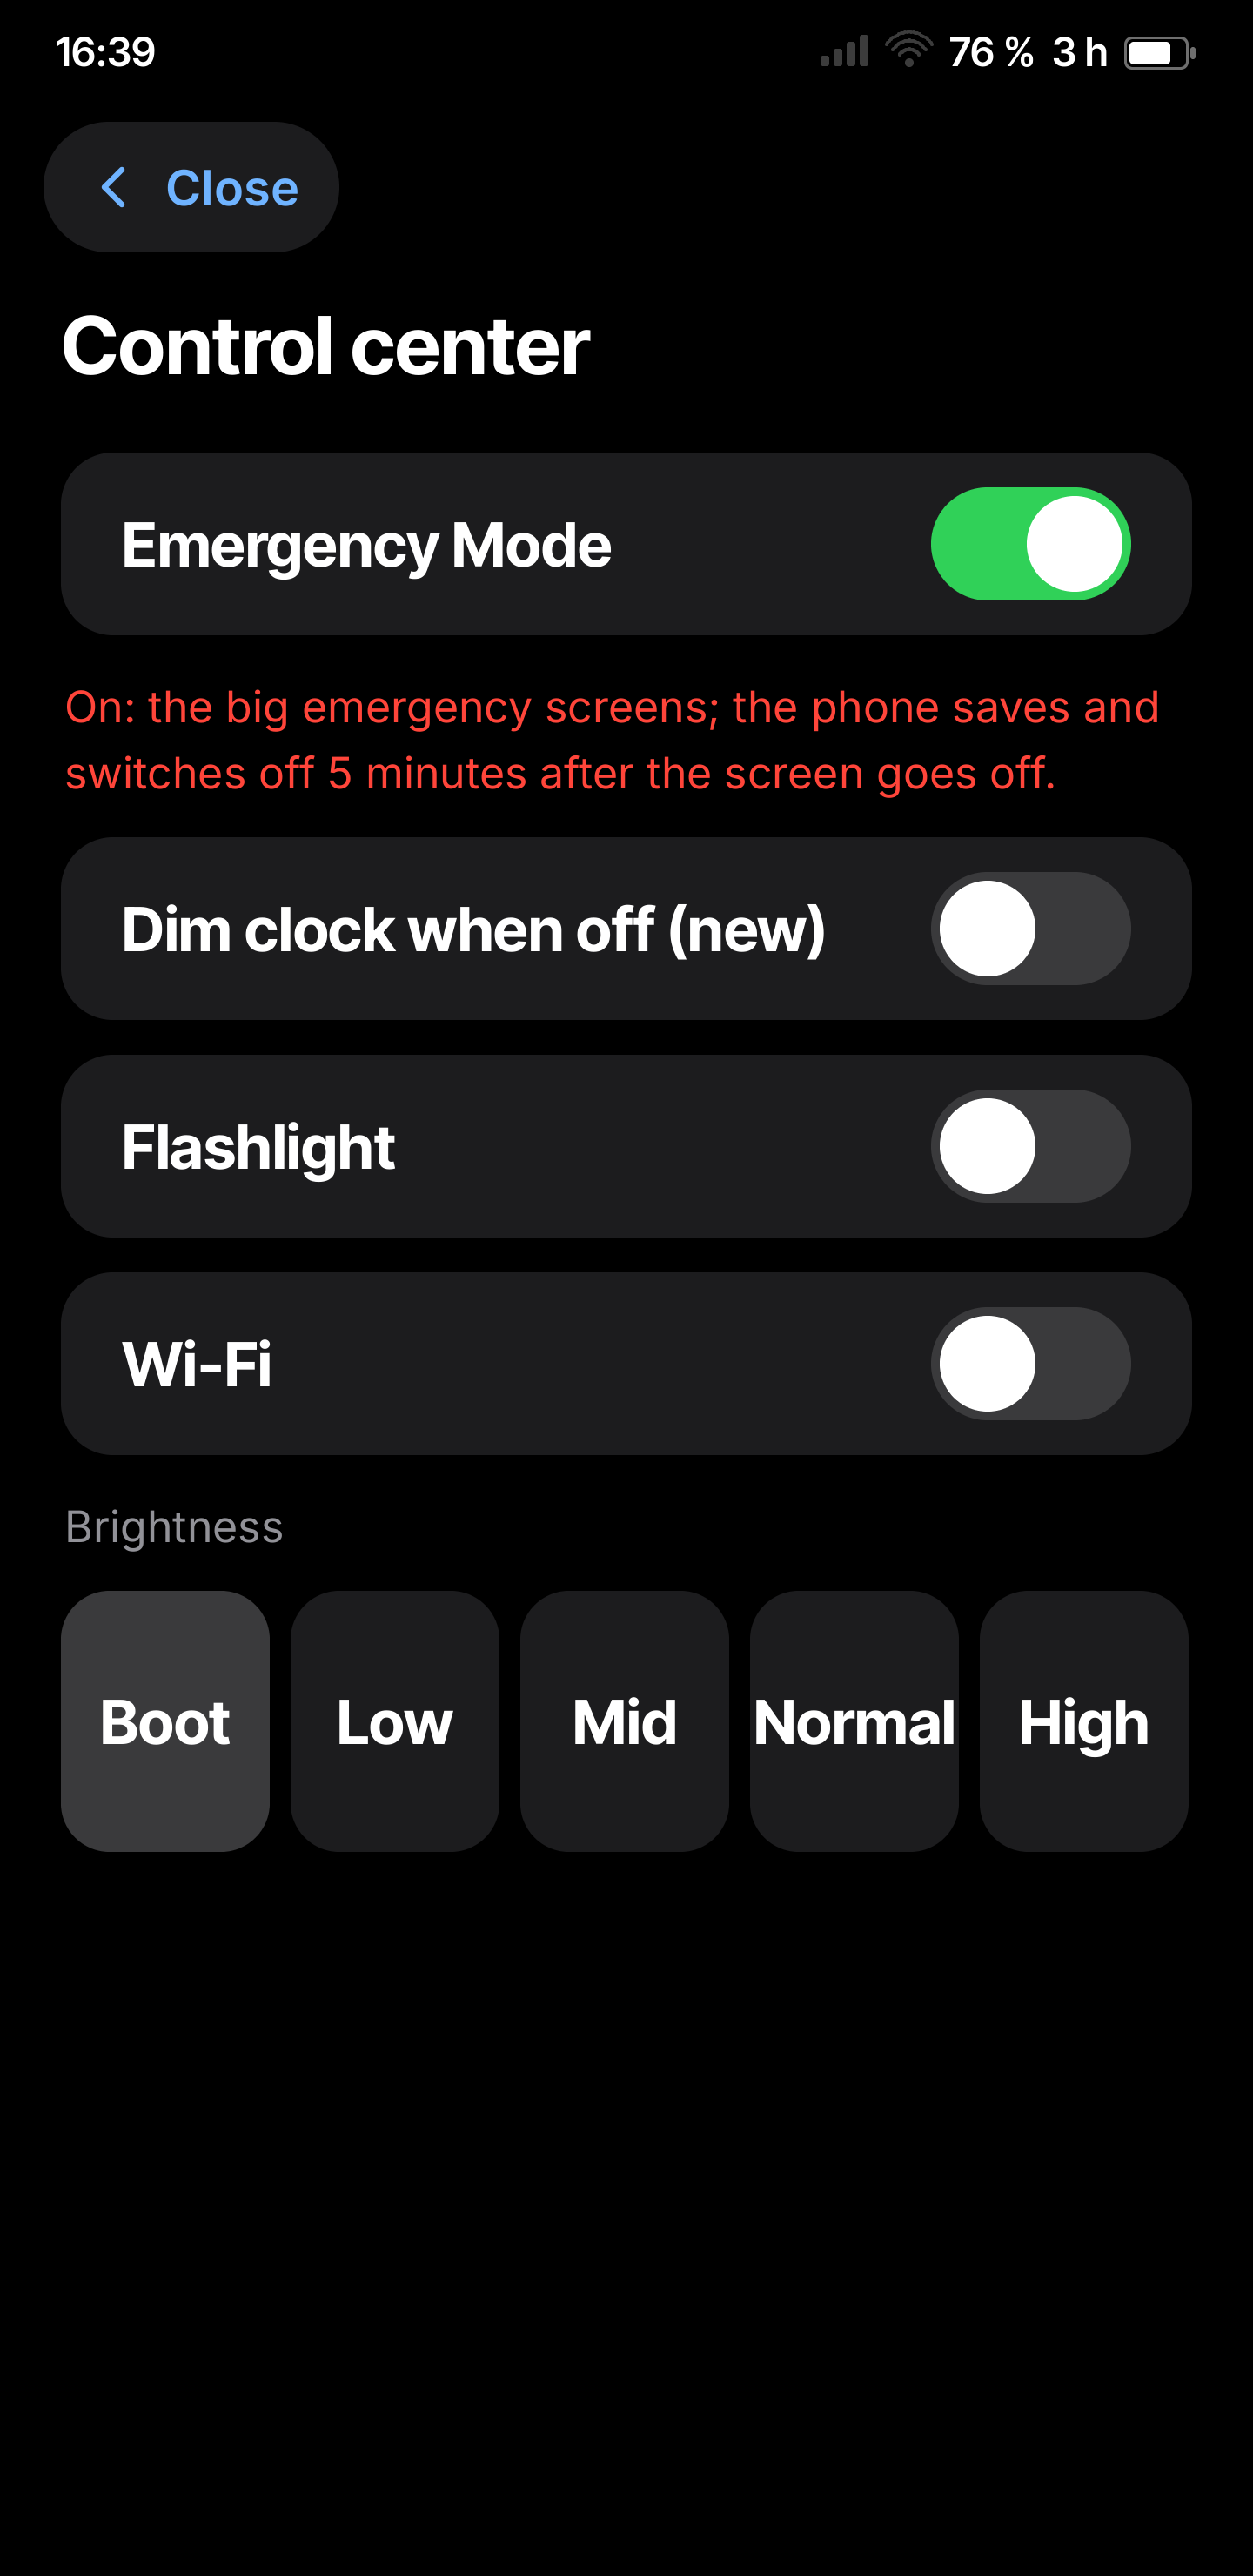 16:39 76 % 3 h
Close
Control center
Emergency Mode
On: the big emergency screens; the phone saves and
switches off 5 minutes after the screen goes off.
Dim clock when off (new)
Flashlight
Wi-Fi
Brightness
Boot Low Mid Normal High